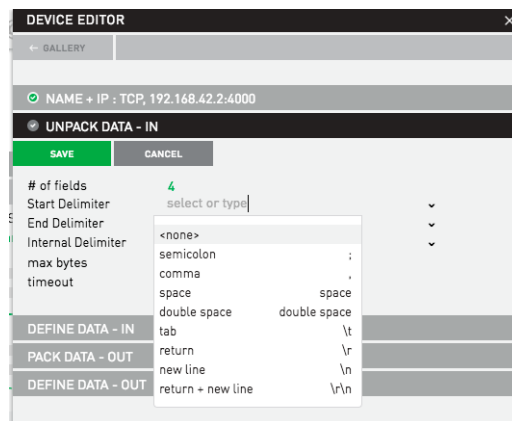 DEVICE EDITOR ×
← GALLERY
NAME + IP : TCP, 192.168.42.2:4000
UNPACK DATA - IN
SAVE CANCEL
# of fields 4
Start Delimiter select or type
End Delimiter
Internal Delimiter
max bytes
timeout
<none>
semicolon ;
comma ,
space space
double space double space
tab \t
return \r
new line \n
return + new line \r\n
DEFINE DATA - IN
PACK DATA - OUT
DEFINE DATA - OUT